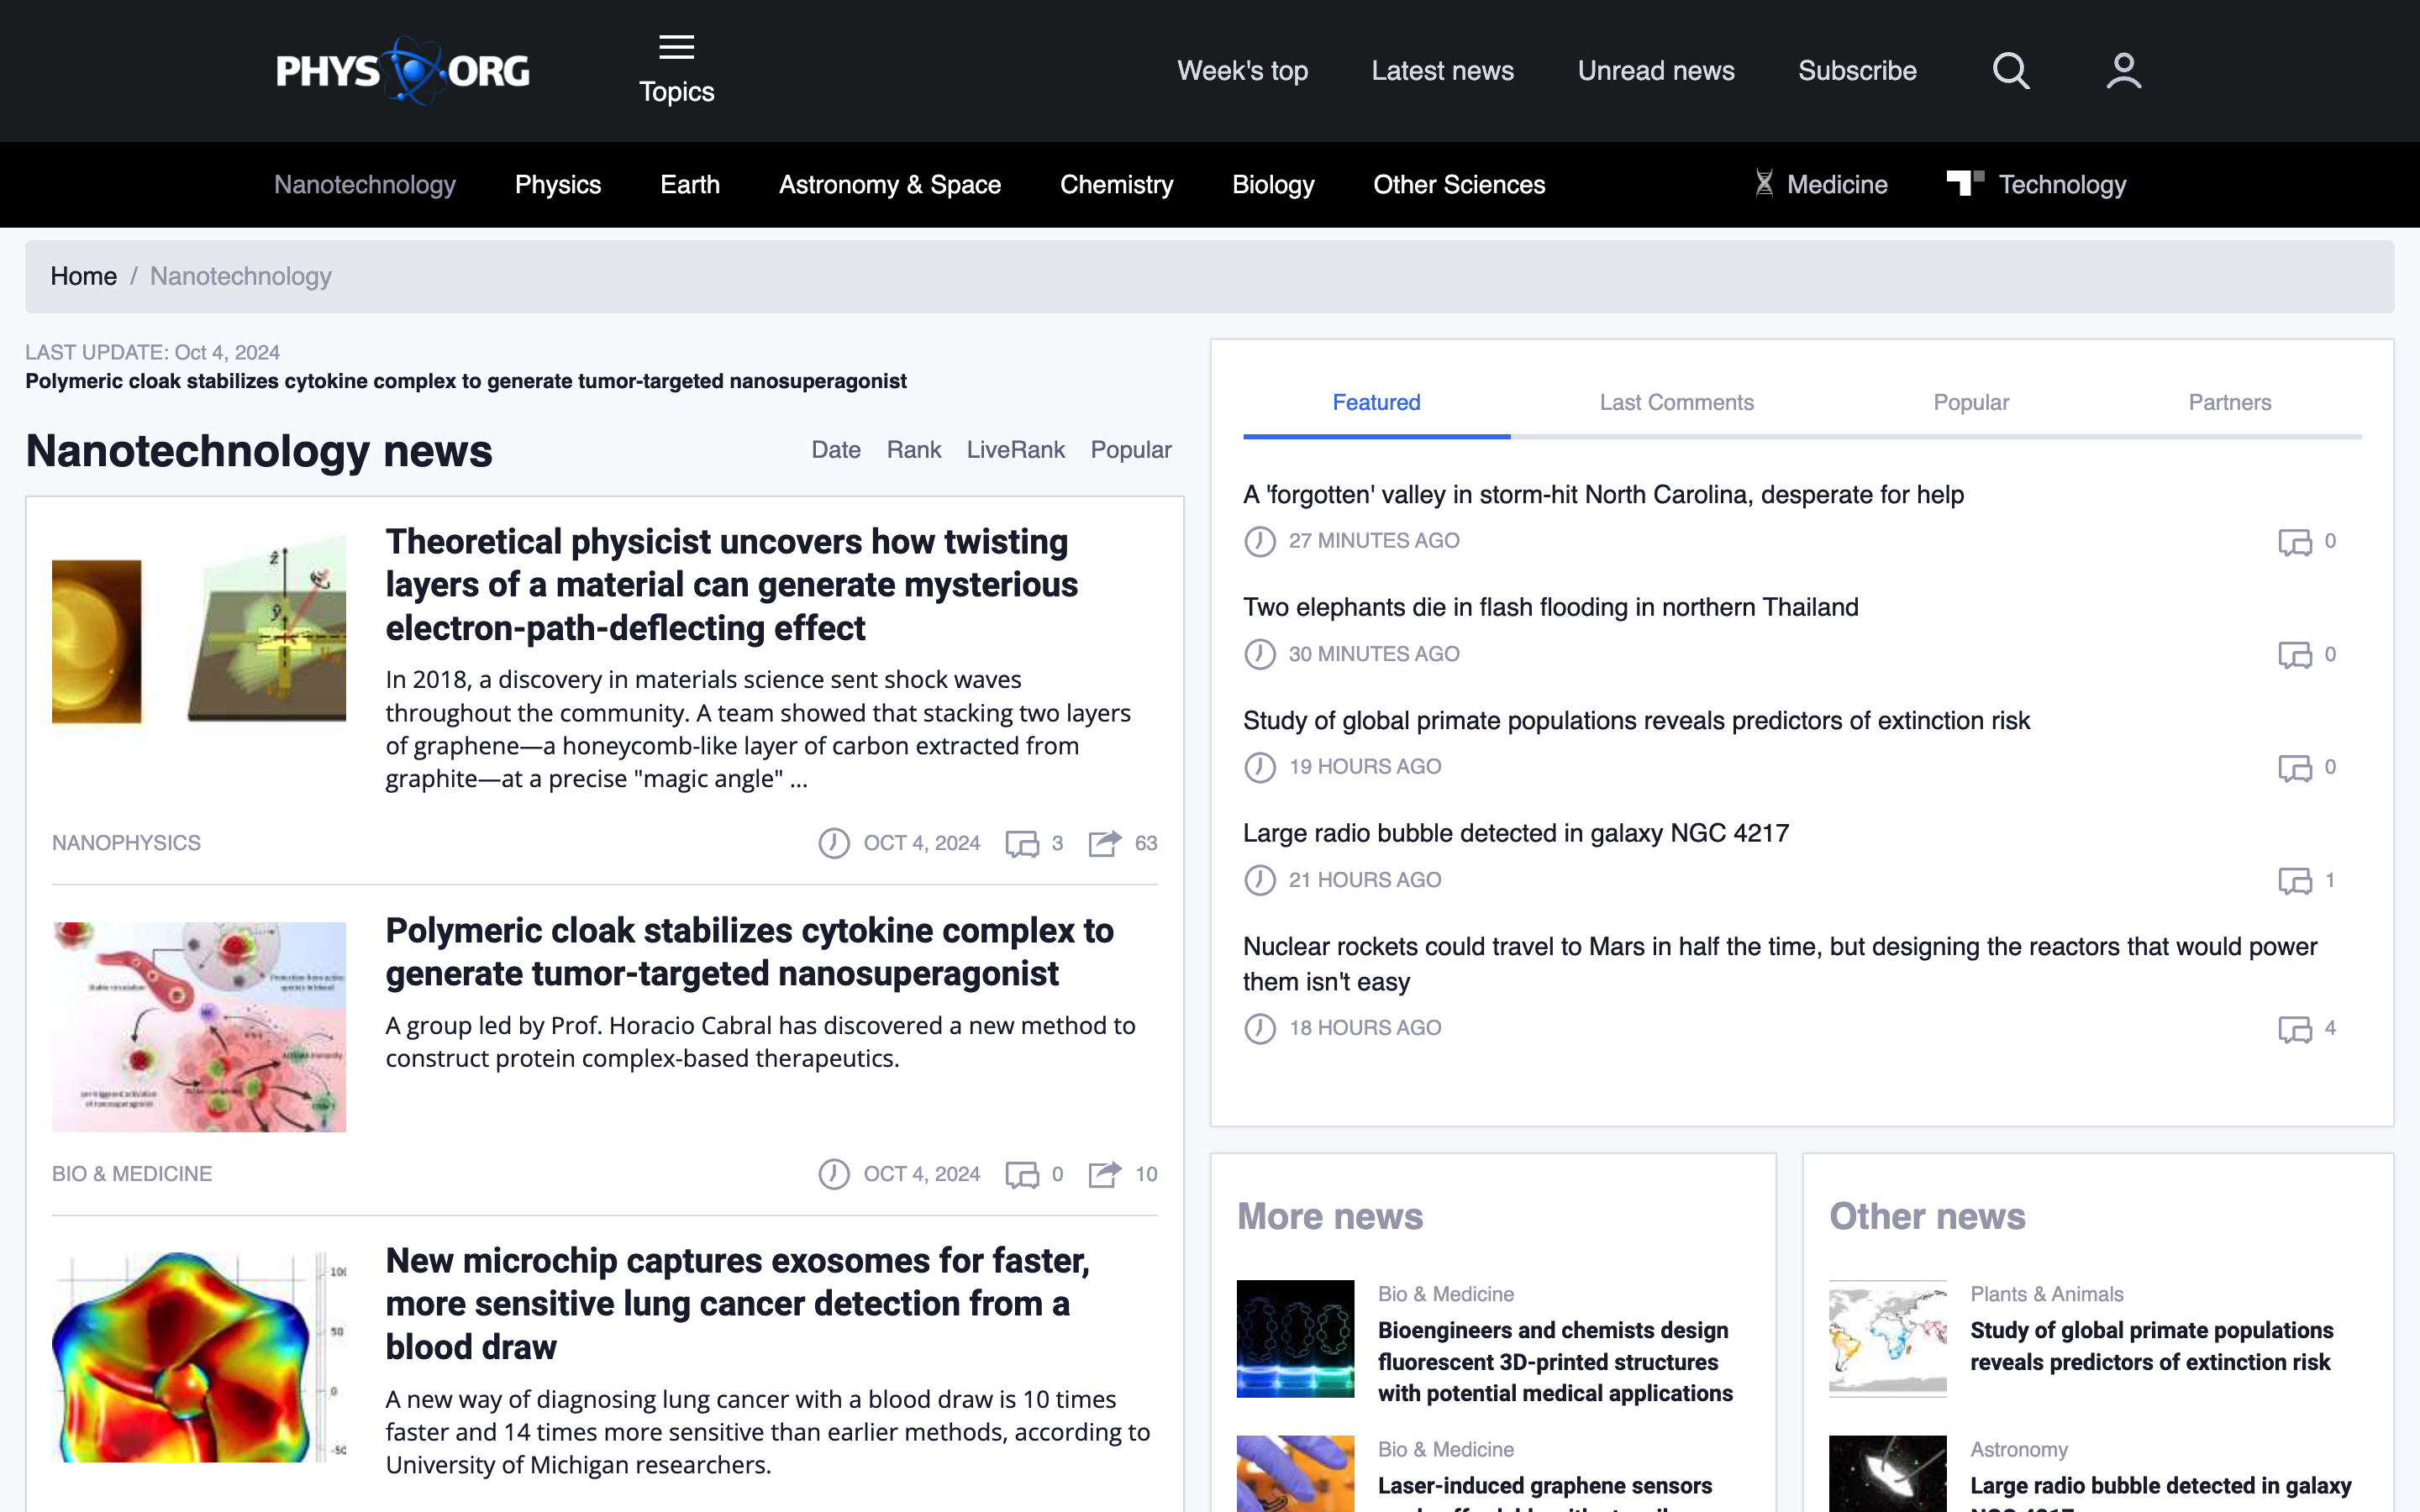 PHYS ORG
Topics
Week's top
Latest news
Unread news
Subscribe
Nanotechnology
Physics
Earth
Astronomy & Space
Chemistry
Biology
Other Sciences
Medicine
Technology
Home / Nanotechnology
LAST UPDATE: Oct 4, 2024
Polymeric cloak stabilizes cytokine complex to generate tumor-targeted nanosuperagonist
Nanotechnology news
Date
Rank
LiveRank
Popular
Theoretical physicist uncovers how twisting
layers of a material can generate mysterious
electron-path-deflecting effect
In 2018, a discovery in materials science sent shock waves
throughout the community. A team showed that stacking two layers
of graphene—a honeycomb-like layer of carbon extracted from
graphite—at a precise "magic angle" ...
NANOPHYSICS
OCT 4, 2024
3
63
Polymeric cloak stabilizes cytokine complex to
generate tumor-targeted nanosuperagonist
A group led by Prof. Horacio Cabral has discovered a new method to
construct protein complex-based therapeutics.
BIO & MEDICINE
OCT 4, 2024
0
10
New microchip captures exosomes for faster,
more sensitive lung cancer detection from a
blood draw
A new way of diagnosing lung cancer with a blood draw is 10 times
faster and 14 times more sensitive than earlier methods, according to
University of Michigan researchers.
50
0
-50
Featured
Last Comments
Popular
Partners
A 'forgotten' valley in storm-hit North Carolina, desperate for help
27 MINUTES AGO
0
Two elephants die in flash flooding in northern Thailand
30 MINUTES AGO
0
Study of global primate populations reveals predictors of extinction risk
19 HOURS AGO
0
Large radio bubble detected in galaxy NGC 4217
21 HOURS AGO
1
Nuclear rockets could travel to Mars in half the time, but designing the reactors that would power
them isn't easy
18 HOURS AGO
4
More news
Bio & Medicine
Bioengineers and chemists design
fluorescent 3D-printed structures
with potential medical applications
Bio & Medicine
Laser-induced graphene sensors
Other news
Plants & Animals
Study of global primate populations
reveals predictors of extinction risk
Astronomy
Large radio bubble detected in galaxy